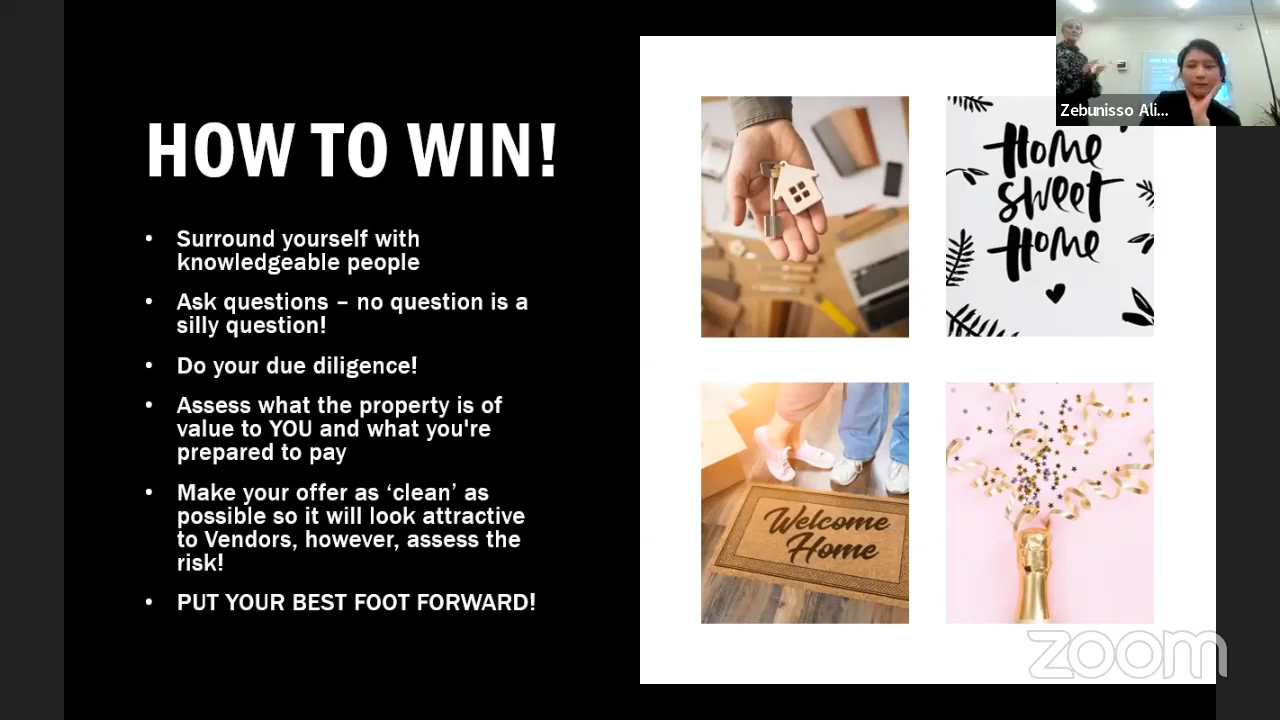 HOW TO WIN!
• Surround yourself with
knowledgeable people
• Ask questions – no question is a
silly question!
• Do your due diligence!
• Assess what the property is of
value to YOU and what you're
prepared to pay
• Make your offer as ‘clean’ as
possible so it will look attractive
to Vendors, however, assess the
risk!
• PUT YOUR BEST FOOT FORWARD!
Home
sweet
Home
Welcome
Home
Zebunisso Ali...
zoom